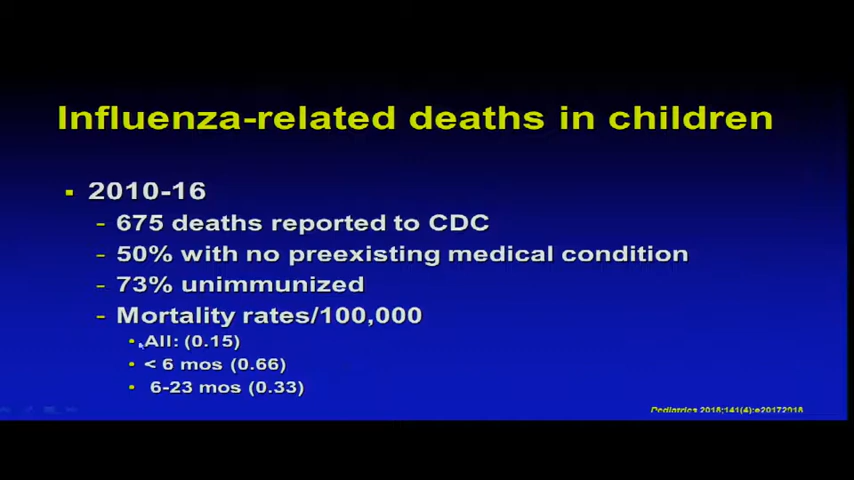 Influenza-related deaths in children
▪ 2010-16
- 675 deaths reported to CDC
- 50% with no preexisting medical condition
- 73% unimmunized
- Mortality rates/100,000
• All: (0.15)
• < 6 mos (0.66)
• 6-23 mos (0.33)
Pediatrics 2018;141(4):e20172918